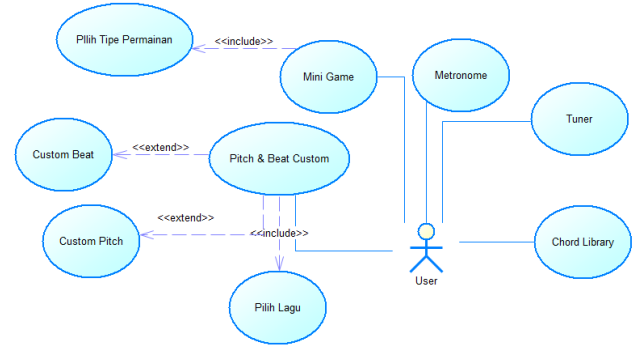 PIlih Tipe Permainan
<<include>>
Mini Game
Metronome
Tuner
Custom Beat
<<extend>>
Pitch & Beat Custom
Custom Pitch
<<extend>>
<<include>>
Chord Library
User
Pilih Lagu